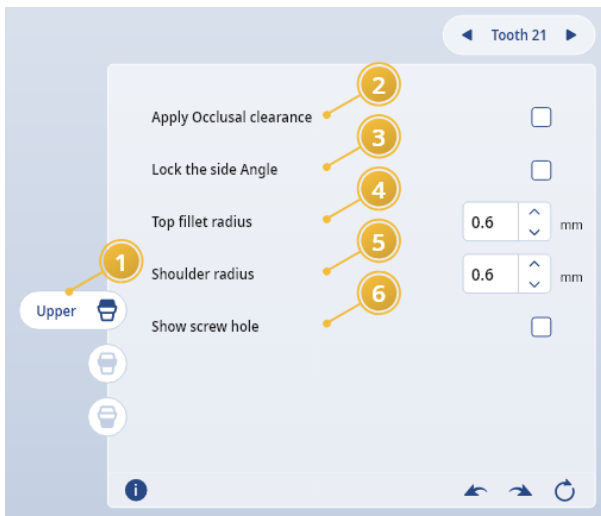 Tooth 21
2
Apply Occlusal clearance
3
Lock the side Angle
4
Top fillet radius 0.6 mm
5
Shoulder radius 0.6 mm
1
Upper
6
Show screw hole
i